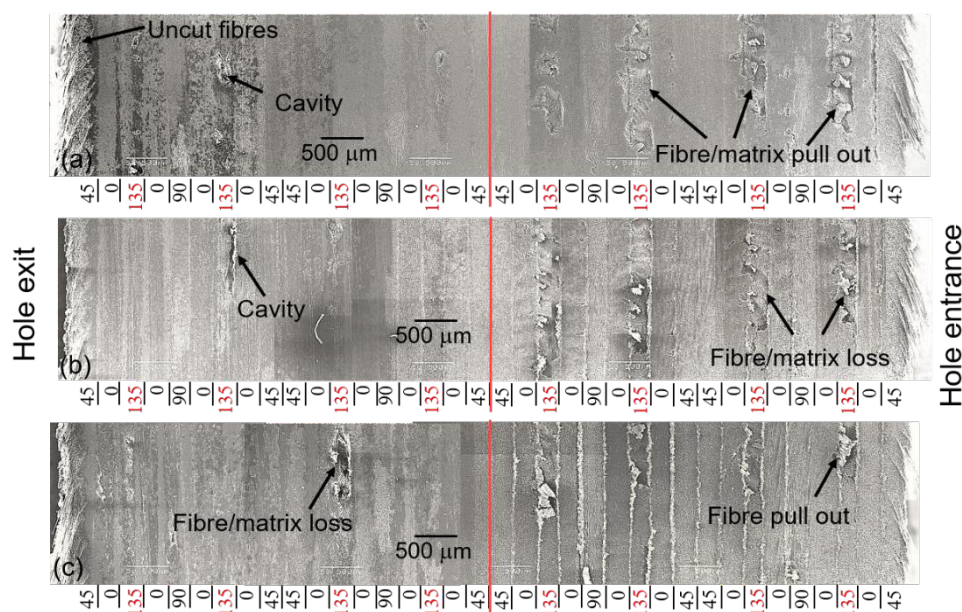 Uncut fibres
Cavity
500 µm
Fibre/matrix pull out
(a)
45 0 135 0 90 0 135 0 45 45 0 135 0 90 0 135 0 45 45 0 135 0 90 0 135 0 45 45 0 135 0 90 0 135 0 45
Hole exit
Hole entrance
Cavity
500 µm
Fibre/matrix loss
(b)
45 0 135 0 90 0 135 0 45 45 0 135 0 90 0 135 0 45 45 0 135 0 90 0 135 0 45 45 0 135 0 90 0 135 0 45
Fibre/matrix loss
500 µm
Fibre pull out
(c)
45 0 135 0 90 0 135 0 45 45 0 135 0 90 0 135 0 45 45 0 135 0 90 0 135 0 45 45 0 135 0 90 0 135 0 45